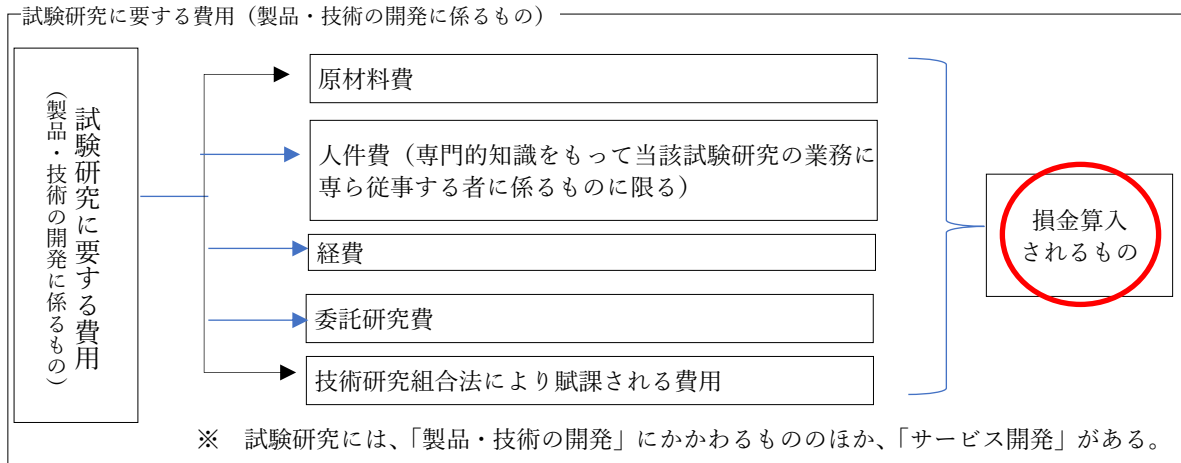 試験研究に要する費用（製品・技術の開発に係るもの）
試験研究に要する費用
（製品・技術の開発に係るもの）
原材料費
人件費（専門的知識をもって当該試験研究の業務に
専ら従事する者に係るものに限る）
経費
委託研究費
技術研究組合法により賦課される費用
損金算入
されるもの
※　試験研究には、「製品・技術の開発」にかかわるもののほか、「サービス開発」がある。